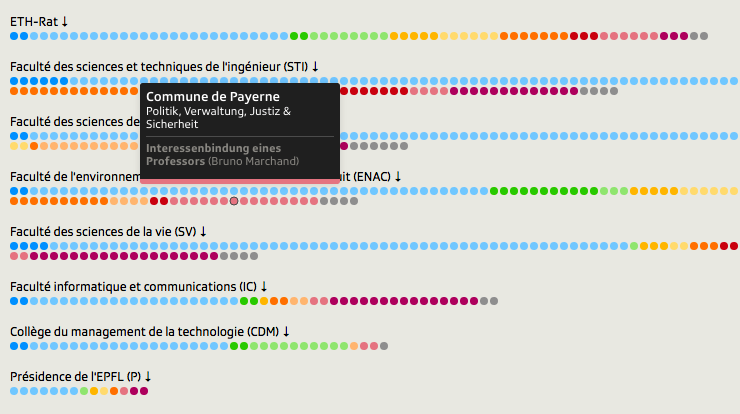 ETH-Rat ↓
Faculté des sciences et techniques de l'ingénieur (STI) ↓
Commune de Payerne
Politik, Verwaltung, Justiz &
Sicherheit
Faculté des sciences de
Interessenbindung eines
Professors (Bruno Marchand)
Faculté de l'environnem uit (ENAC) ↓
Faculté des sciences de la vie (SV) ↓
Faculté informatique et communications (IC) ↓
Collège du management de la technologie (CDM) ↓
Présidence de l'EPFL (P) ↓